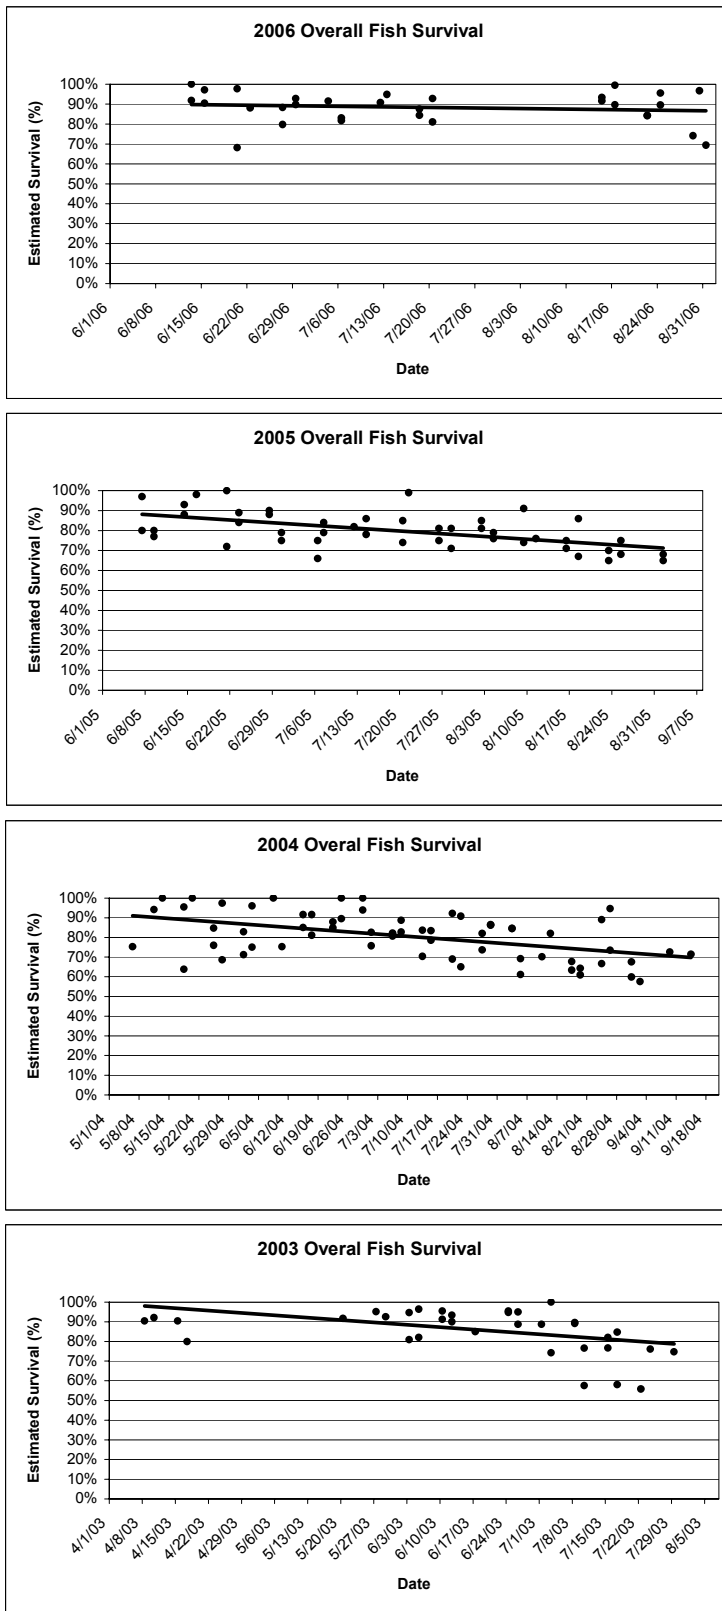 2006 Overall Fish Survival
Estimated Survival (%)
100%
90%
80%
70%
60%
50%
40%
30%
20%
10%
0%
6/1/06 6/8/06 6/15/06 6/22/06 6/29/06 7/6/06 7/13/06 7/20/06 7/27/06 8/3/06 8/10/06 8/17/06 8/24/06 8/31/06
Date
2005 Overall Fish Survival
Estimated Survival (%)
100%
90%
80%
70%
60%
50%
40%
30%
20%
10%
0%
6/1/05 6/8/05 6/15/05 6/22/05 6/29/05 7/6/05 7/13/05 7/20/05 7/27/05 8/3/05 8/10/05 8/17/05 8/24/05 8/31/05 9/7/05
Date
2004 Overal Fish Survival
Estimated Survival (%)
100%
90%
80%
70%
60%
50%
40%
30%
20%
10%
0%
5/1/04 5/8/04 5/15/04 5/22/04 5/29/04 6/5/04 6/12/04 6/19/04 6/26/04 7/3/04 7/10/04 7/17/04 7/24/04 7/31/04 8/7/04 8/14/04 8/21/04 8/28/04 9/4/04 9/11/04 9/18/04
Date
2003 Overal Fish Survival
Estimated Survival (%)
100%
90%
80%
70%
60%
50%
40%
30%
20%
10%
0%
4/1/03 4/8/03 4/15/03 4/22/03 4/29/03 5/6/03 5/13/03 5/20/03 5/27/03 6/3/03 6/10/03 6/17/03 6/24/03 7/1/03 7/8/03 7/15/03 7/22/03 7/29/03 8/5/03
Date